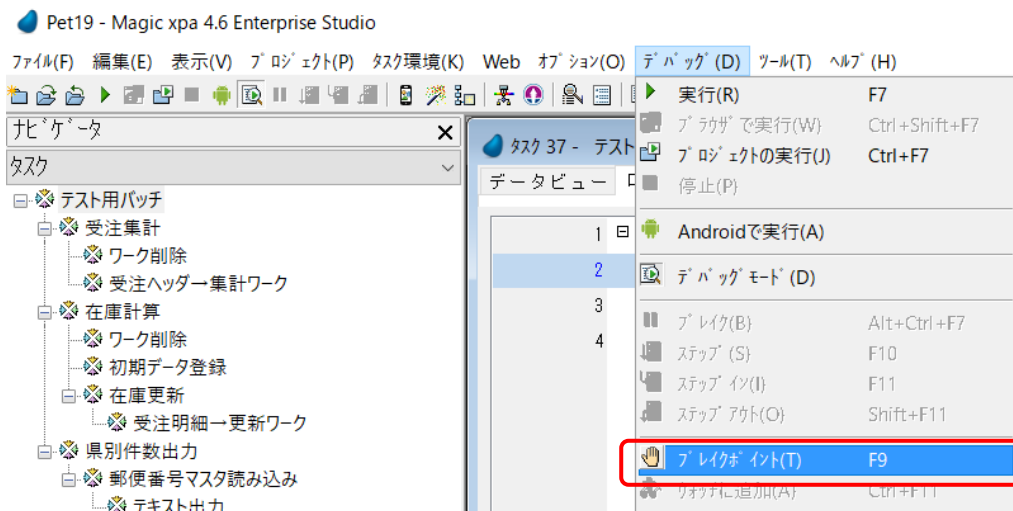 Pet19 - Magic xpa 4.6 Enterprise Studio
ファイル(F) 編集(E) 表示(V) プロジェクト(P) タスク環境(K) Web オプション(O) デバッグ(D) ツール(T) ヘルプ(H)
ナビゲータ
タスク
テスト用バッチ
受注集計
ワーク削除
受注ヘッダ→集計ワーク
在庫計算
ワーク削除
初期データ登録
在庫更新
受注明細→更新ワーク
県別件数出力
郵便番号マスタ読み込み
テキスト出力
タスク 37 - テスト
データビュー
1
2
3
4
実行(R) F7
ブラウザで実行(W) Ctrl+Shift+F7
プロジェクトの実行(J) Ctrl+F7
停止(P)
Androidで実行(A)
デバッグモード(D)
ブレイク(B) Alt+Ctrl+F7
ステップ(S) F10
ステップイン(I) F11
ステップアウト(O) Shift+F11
ブレイクポイント(T) F9
ウォッチに追加(A) Ctrl+F11